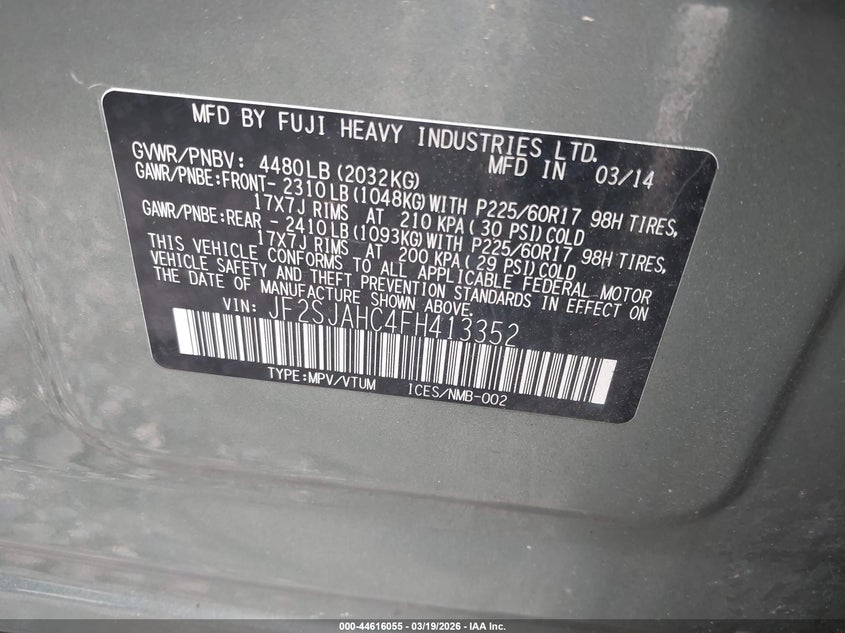 MFD BY FUJI HEAVY INDUSTRIES LTD.
GVWR/PNBV: 4480LB(2032KG) MFD IN 03/14
GAWR/PNBE:FRONT- 2310LB(1048KG)WITH P225/60R17 98H TIRES,
17X7J RIMS AT 210 KPA( 30 PSI)COLD
GAWR/PNBE:REAR - 2410LB(1093KG)WITH P225/60R17 98H TIRES,
17X7J RIMS AT 200 KPA( 29 PSI)COLD
THIS VEHICLE CONFORMS TO ALL APPLICABLE FEDERAL MOTOR
VEHICLE SAFETY AND THEFT PREVENTION STANDARDS IN EFFECT ON
THE DATE OF MANUFACTURE SHOWN ABOVE.
VIN: JF2SJAHC4FH413352
TYPE:MPV/VTUM ICES/NMB-002
000-44616055 - 03/19/2026 - IAA Inc.